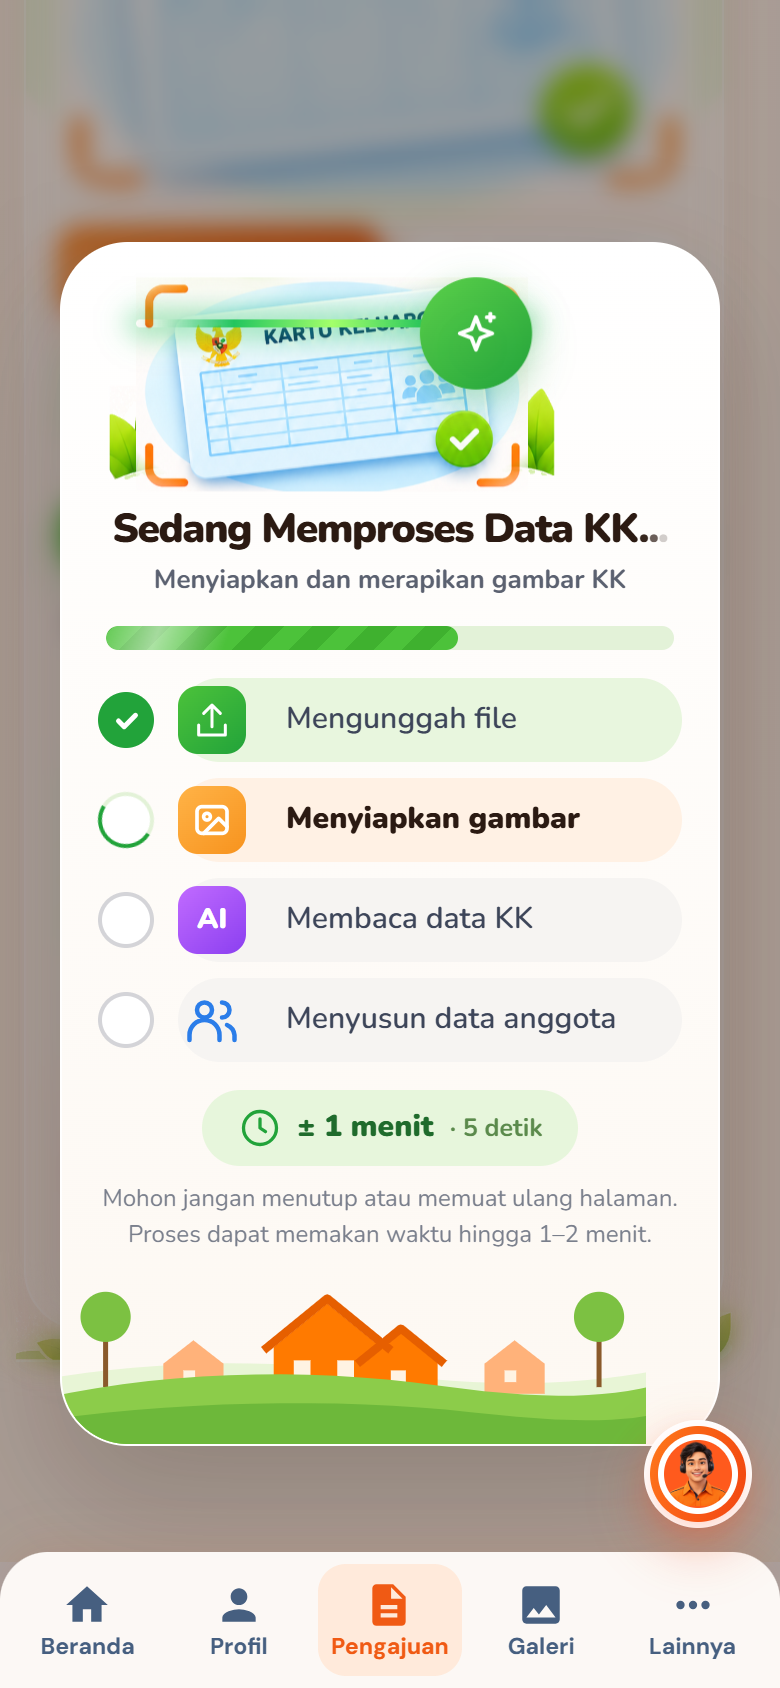 KARTU
Sedang Memproses Data KK...
Menyiapkan dan merapikan gambar KK
Mengunggah file
Menyiapkan gambar
AI
Membaca data KK
Menyusun data anggota
± 1 menit · 5 detik
Mohon jangan menutup atau memuat ulang halaman.
Proses dapat memakan waktu hingga 1–2 menit.
Beranda
Profil
Pengajuan
Galeri
Lainnya